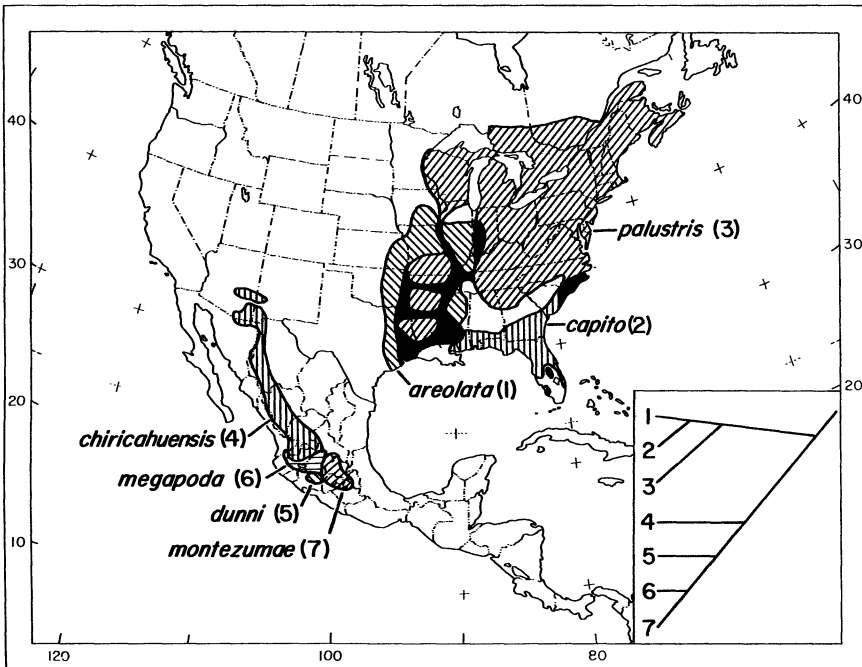 40
40
palustris (3)
30
30
capito (2)
areolata (1)
20
20
chiricahuensis (4)
megapoda (6)
dunni (5)
montezumae (7)
10
1
2
3
4
5
6
7
120
100
80